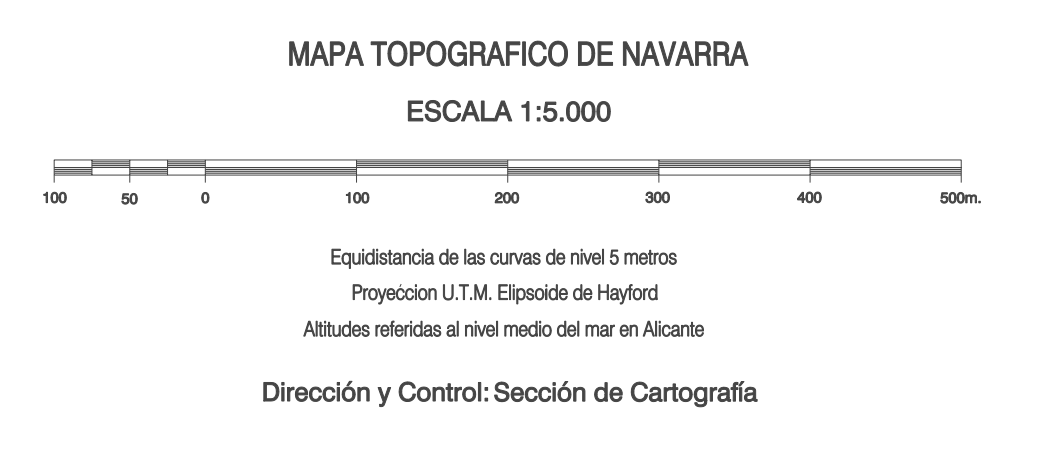 MAPA TOPOGRAFICO DE NAVARRA
ESCALA 1:5.000
100 50 0 100 200 300 400 500m.
Equidistancia de las curvas de nivel 5 metros
Proyeccíon U.T.M. Elipsoide de Hayford
Altitudes referidas al nivel medio del mar en Alicante
Dirección y Control: Sección de Cartografía